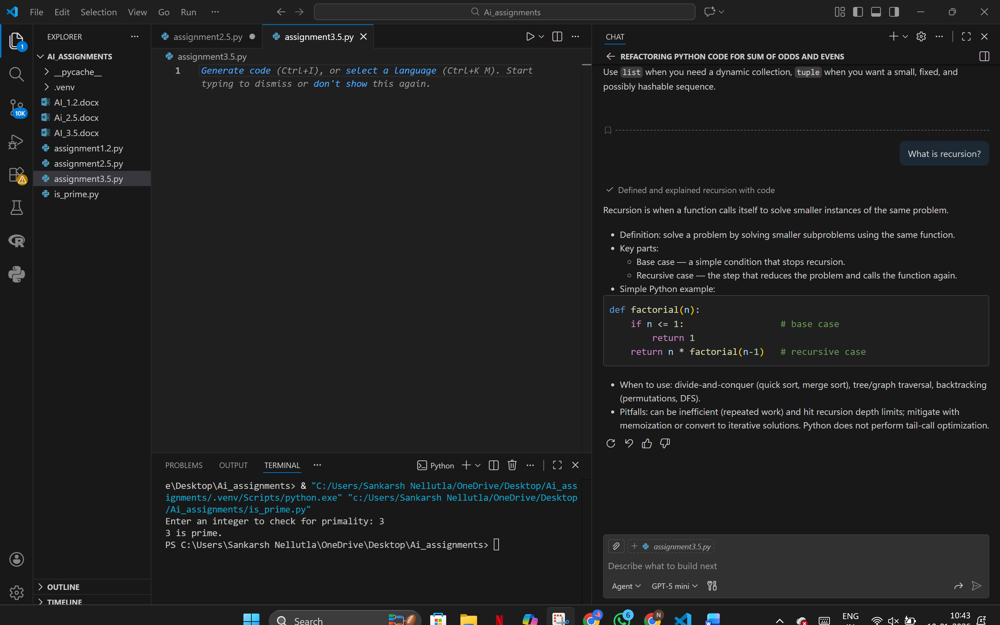 File Edit Selection View Go Run ··· Ai_assignments
EXPLORER ···
1
AI_ASSIGNMENTS
__pycache__
.venv
AI_1.2.docx
Ai_2.5.docx
AI_3.5.docx
assignment1.2.py
assignment2.5.py
assignment3.5.py
is_prime.py
10K
OUTLINE
TIMELINE
assignment2.5.py assignment3.5.py
assignment3.5.py
1 Generate code (Ctrl+I), or select a language (Ctrl+K M). Start
typing to dismiss or don't show this again.
PROBLEMS OUTPUT TERMINAL ··· Python
e\Desktop\Ai_assignments> & "C:/Users/Sankarsh Nellutla/OneDrive/Desktop/Ai_ass
ignments/.venv/Scripts/python.exe" "c:/Users/Sankarsh Nellutla/OneDrive/Desktop
/Ai_assignments/is_prime.py"
Enter an integer to check for primality: 3
3 is prime.
PS C:\Users\Sankarsh Nellutla\OneDrive\Desktop\Ai_assignments>
CHAT
REFACTORING PYTHON CODE FOR SUM OF ODDS AND EVENS
Use list when you need a dynamic collection, tuple when you want a small, fixed, and
possibly hashable sequence.
What is recursion?
Defined and explained recursion with code
Recursion is when a function calls itself to solve smaller instances of the same problem.
• Definition: solve a problem by solving smaller subproblems using the same function.
• Key parts:
○ Base case — a simple condition that stops recursion.
○ Recursive case — the step that reduces the problem and calls the function again.
• Simple Python example:
def factorial(n):
if n <= 1: # base case
return 1
return n * factorial(n-1) # recursive case
• When to use: divide-and-conquer (quick sort, merge sort), tree/graph traversal, backtracking
(permutations, DFS).
• Pitfalls: can be inefficient (repeated work) and hit recursion depth limits; mitigate with
memoization or convert to iterative solutions. Python does not perform tail-call optimization.
+ assignment3.5.py
Describe what to build next
Agent GPT-5 mini
Search
6
N
ENG
10:43